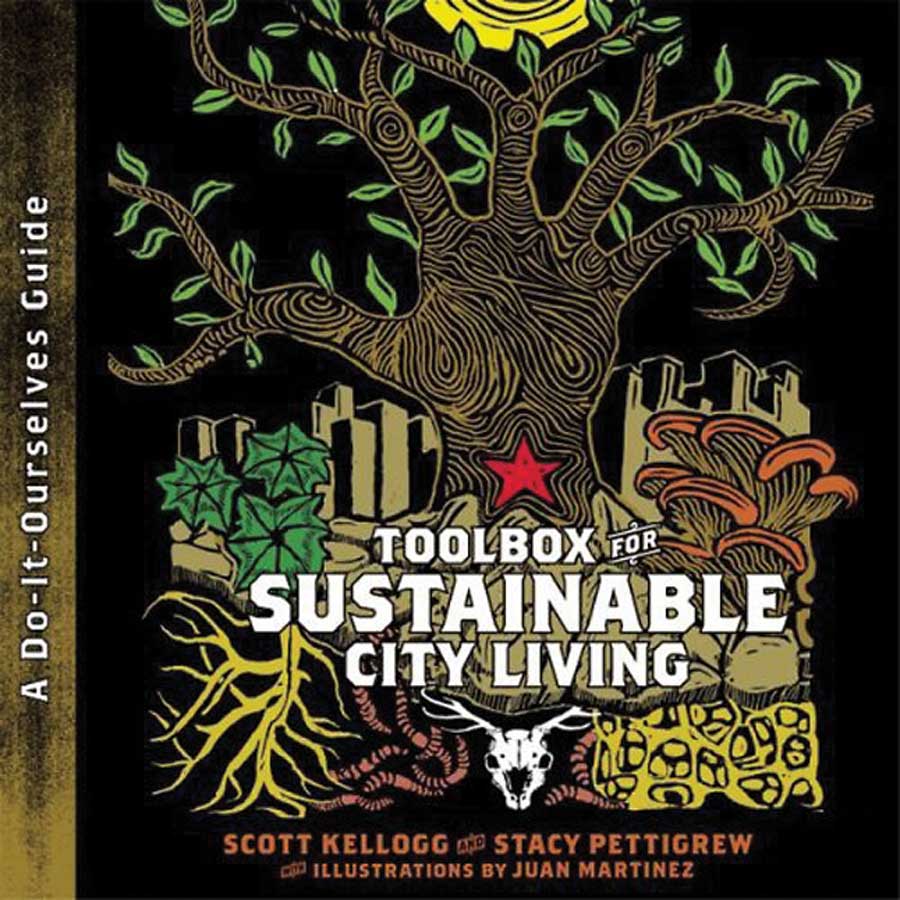 A Do-It-Ourselves Guide
TOOLBOX FOR
SUSTAINABLE
CITY LIVING
SCOTT KELLOGG AND STACY PETTIGREW
WITH ILLUSTRATIONS BY JUAN MARTINEZ